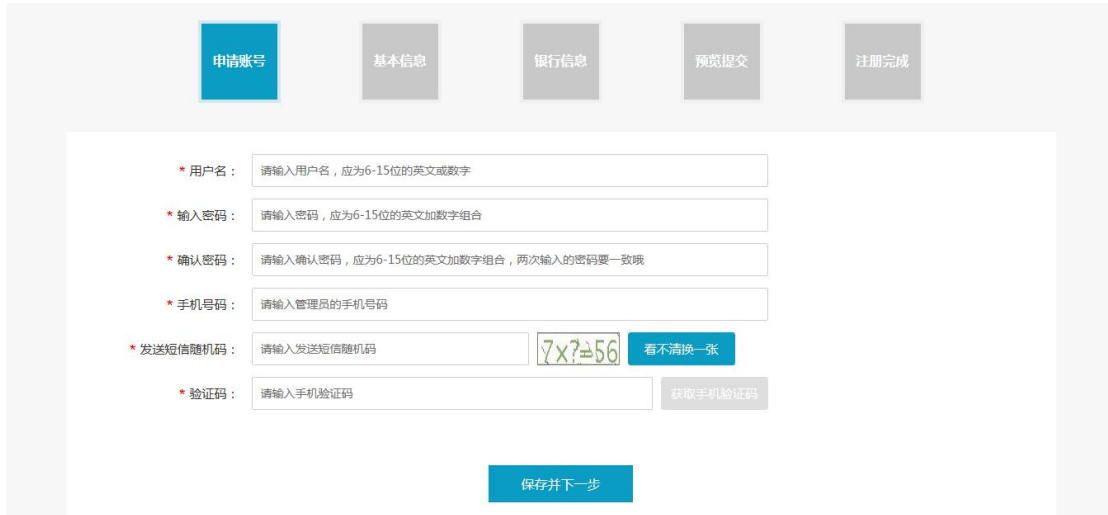 申请账号 基本信息 银行信息 预览提交 注册完成
* 用户名： 请输入用户名，应为6-15位的英文或数字
* 输入密码： 请输入密码，应为6-15位的英文加数字组合
* 确认密码： 请输入确认密码，应为6-15位的英文加数字组合，两次输入的密码要一致哦
* 手机号码： 请输入管理员的手机号码
* 发送短信随机码： 请输入发送短信随机码 7x?=56 看不清换一张
* 验证码： 请输入手机验证码 获取手机验证码
保存并下一步